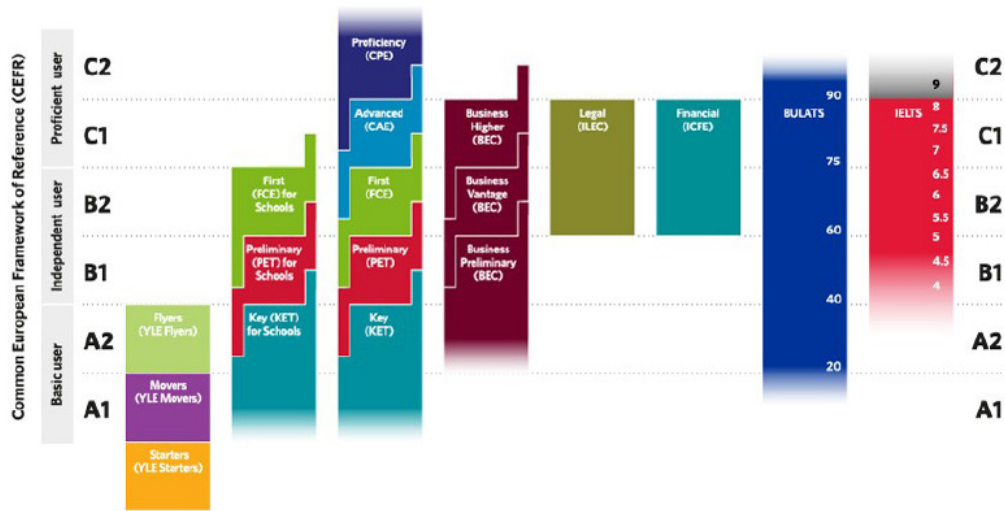 Common European Framework of Reference (CEFR)
Proficient user
Independent user
Basic user
C2
C1
B2
B1
A2
A1
Flyers
(YLE Flyers)
Movers
(YLE Movers)
Starters
(YLE Starters)
First
(FCE) for
Schools
Preliminary
(PET) for
Schools
Key (KET)
for Schools
Proficiency
(CPE)
Advanced
(CAE)
First
(FCE)
Preliminary
(PET)
Key
(KET)
Business
Higher
(BEC)
Business
Vantage
(BEC)
Business
Preliminary
(BEC)
Legal
(ILEC)
Financial
(ICFE)
BULATS
90
75
60
40
20
IELTS
9
8
7.5
7
6.5
6
5.5
5
4.5
4
C2
C1
B2
B1
A2
A1